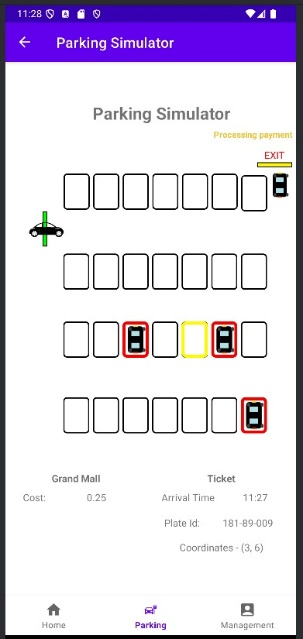 11:28
Parking Simulator
Parking Simulator
Processing payment
EXIT
Grand Mall
Ticket
Cost: 0.25
Arrival Time 11:27
Plate Id: 181-89-009
Coordinates - (3, 6)
Home
Parking
Management